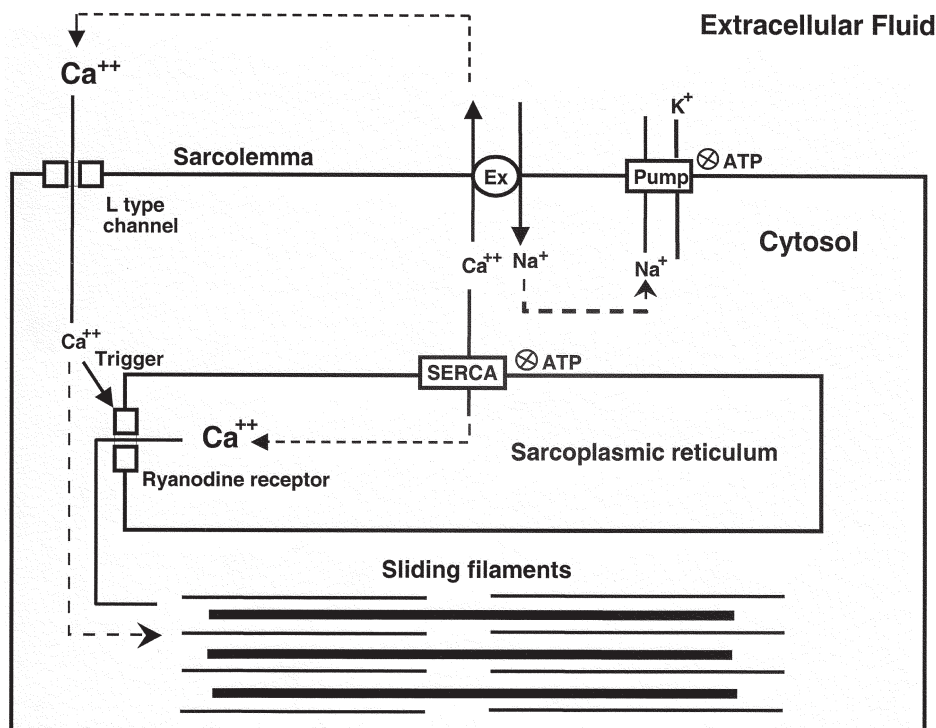 Extracellular Fluid
Ca++
K+
Sarcolemma
Ex
Pump
ATP
L type
channel
Cytosol
Ca++
Na+
Na+
Ca++
Trigger
SERCA
ATP
Ca++
Sarcoplasmic reticulum
Ryanodine receptor
Sliding filaments